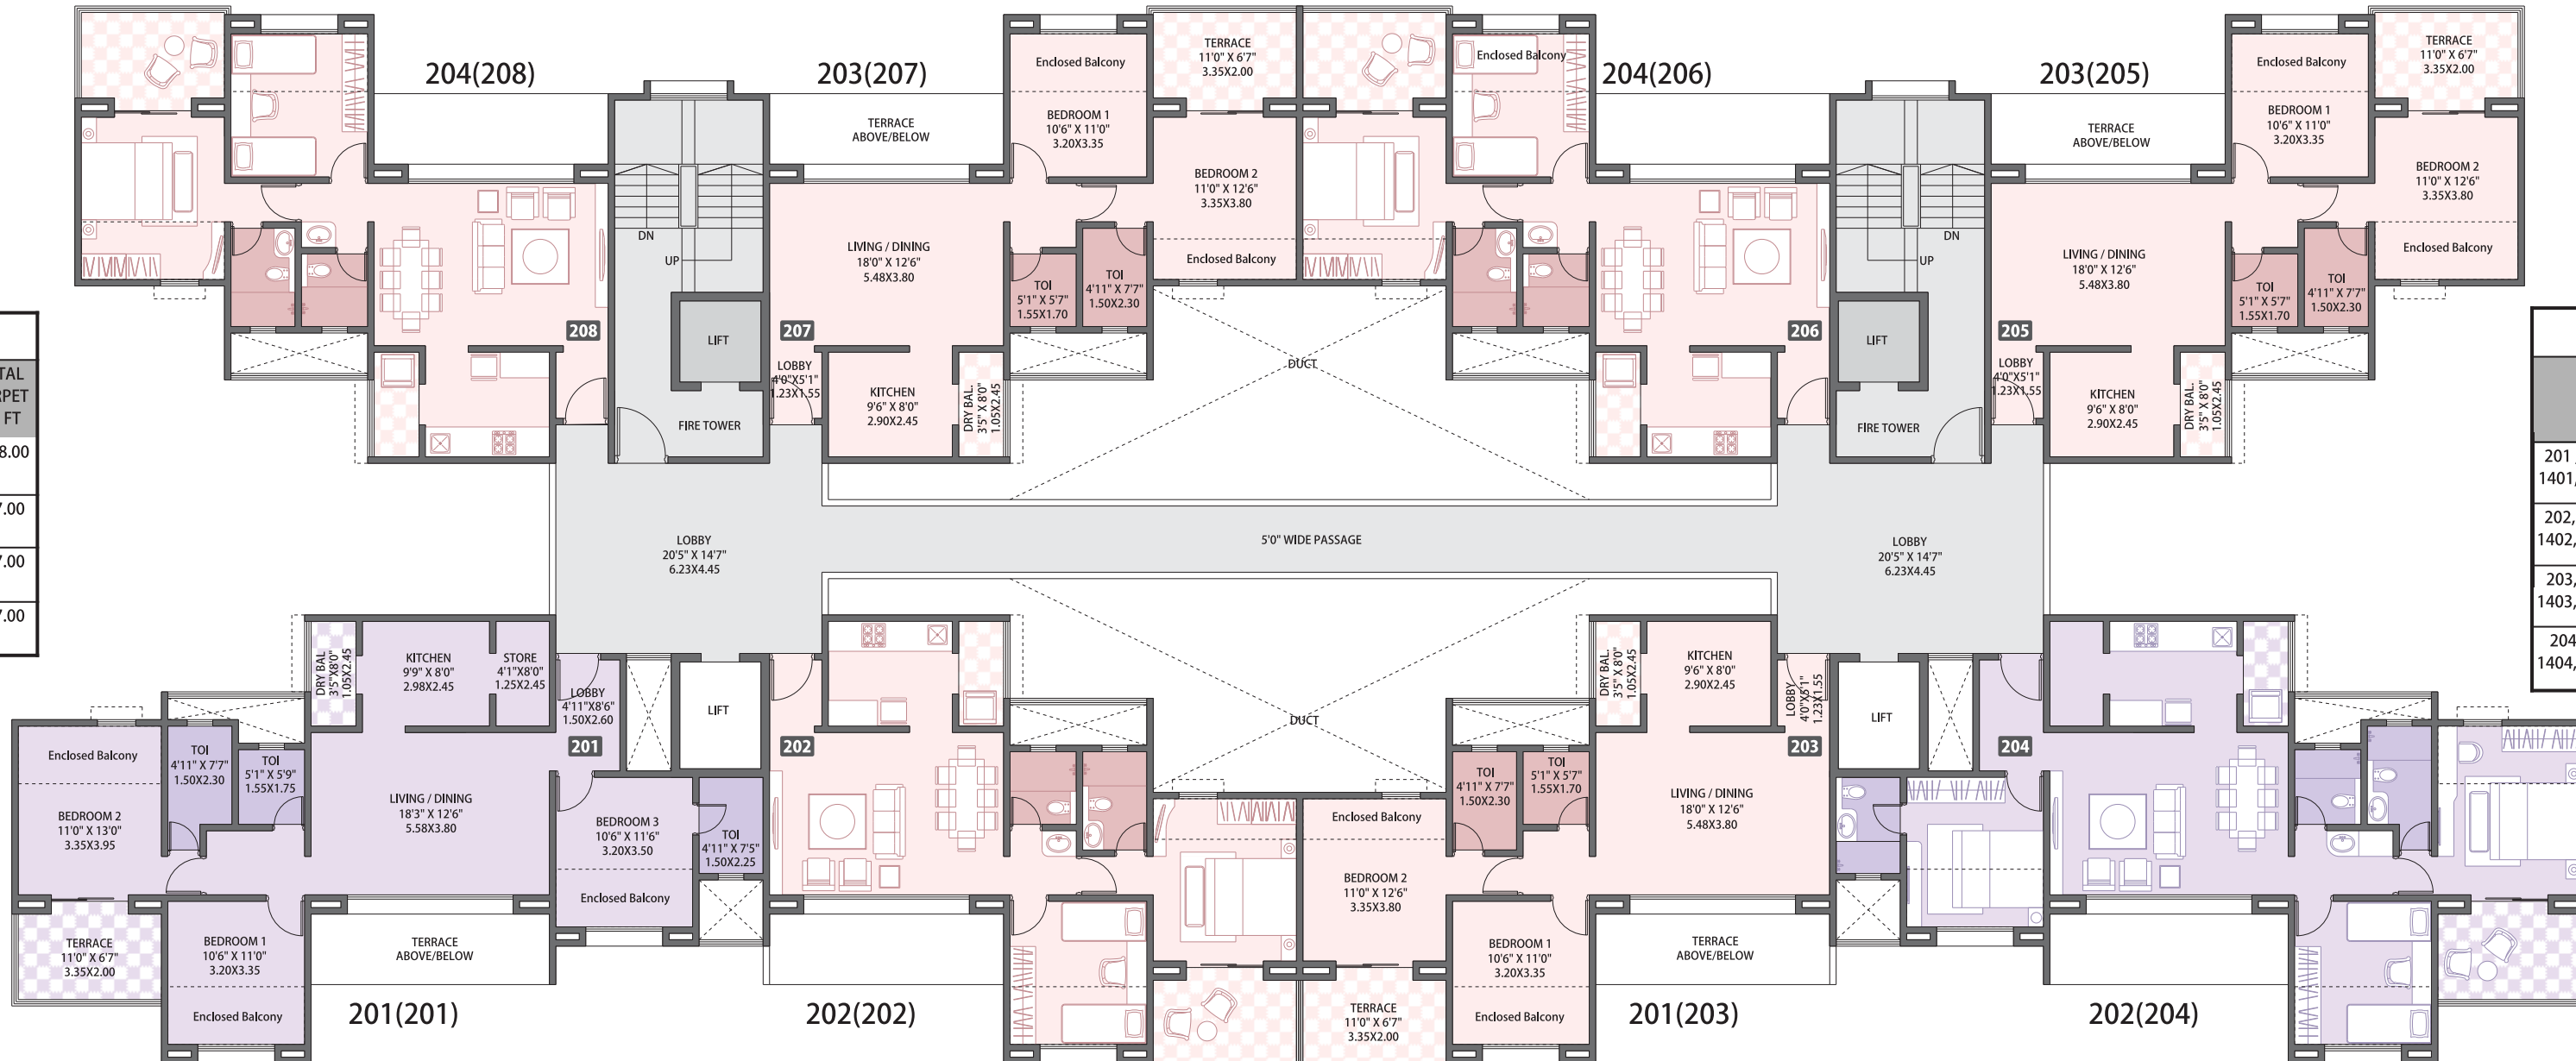 204(208)
203(207)
204(206)
203(205)
Enclosed Balcony
BEDROOM 1
10'6" X 11'0"
3.20X3.35
TERRACE
11'0" X 6'7"
3.35X2.00
Enclosed Balcony
Enclosed Balcony
BEDROOM 1
10'6" X 11'0"
3.20X3.35
TERRACE
11'0" X 6'7"
3.35X2.00
TERRACE
ABOVE/BELOW
TERRACE
ABOVE/BELOW
BEDROOM 2
11'0" X 12'6"
3.35X3.80
Enclosed Balcony
BEDROOM 2
11'0" X 12'6"
3.35X3.80
Enclosed Balcony
DN
UP
LIVING / DINING
18'0" X 12'6"
5.48X3.80
TOI
5'1" X 5'7"
1.55X1.70
TOI
4'11" X 7'7"
1.50X2.30
DN
UP
LIVING / DINING
18'0" X 12'6"
5.48X3.80
TOI
5'1" X 5'7"
1.55X1.70
TOI
4'11" X 7'7"
1.50X2.30
208
207
206
205
LIFT
LIFT
FIRE TOWER
FIRE TOWER
LOBBY
4'0"X5'1"
1.23X1.55
KITCHEN
9'6" X 8'0"
2.90X2.45
DRY BAL.
3'5" X 8'0"
1.05X2.45
DUCT
LOBBY
4'0"X5'1"
1.23X1.55
KITCHEN
9'6" X 8'0"
2.90X2.45
DRY BAL.
3'5" X 8'0"
1.05X2.45
TAL
RPET
FT
8.00
7.00
7.00
7.00
201
1401,
202,
1402,
203,
1403,
204
1404,
LOBBY
20'5" X 14'7"
6.23X4.45
5'0" WIDE PASSAGE
LOBBY
20'5" X 14'7"
6.23X4.45
DRY BAL
3'5"X8'0"
1.05X2.45
KITCHEN
9'9" X 8'0"
2.98X2.45
STORE
4'1"X8'0"
1.25X2.45
LOBBY
4'11"X8'6"
1.50X2.60
LIFT
DUCT
DRY BAL.
3'5" X 8'0"
1.05X2.45
KITCHEN
9'6" X 8'0"
2.90X2.45
LOBBY
4'0"X5'1"
1.23X1.55
LIFT
201
202
203
204
Enclosed Balcony
BEDROOM 2
11'0" X 13'0"
3.35X3.95
TOI
4'11" X 7'7"
1.50X2.30
TOI
5'1" X 5'9"
1.55X1.75
LIVING / DINING
18'3" X 12'6"
5.58X3.80
BEDROOM 3
10'6" X 11'6"
3.20X3.50
Enclosed Balcony
TOI
4'11" X 7'5"
1.50X2.25
Enclosed Balcony
BEDROOM 2
11'0" X 12'6"
3.35X3.80
TOI
4'11" X 7'7"
1.50X2.30
TOI
5'1" X 5'7"
1.55X1.70
LIVING / DINING
18'0" X 12'6"
5.48X3.80
TERRACE
11'0" X 6'7"
3.35X2.00
BEDROOM 1
10'6" X 11'0"
3.20X3.35
Enclosed Balcony
TERRACE
ABOVE/BELOW
TERRACE
11'0" X 6'7"
3.35X2.00
BEDROOM 1
10'6" X 11'0"
3.20X3.35
Enclosed Balcony
TERRACE
ABOVE/BELOW
201(201)
202(202)
201(203)
202(204)